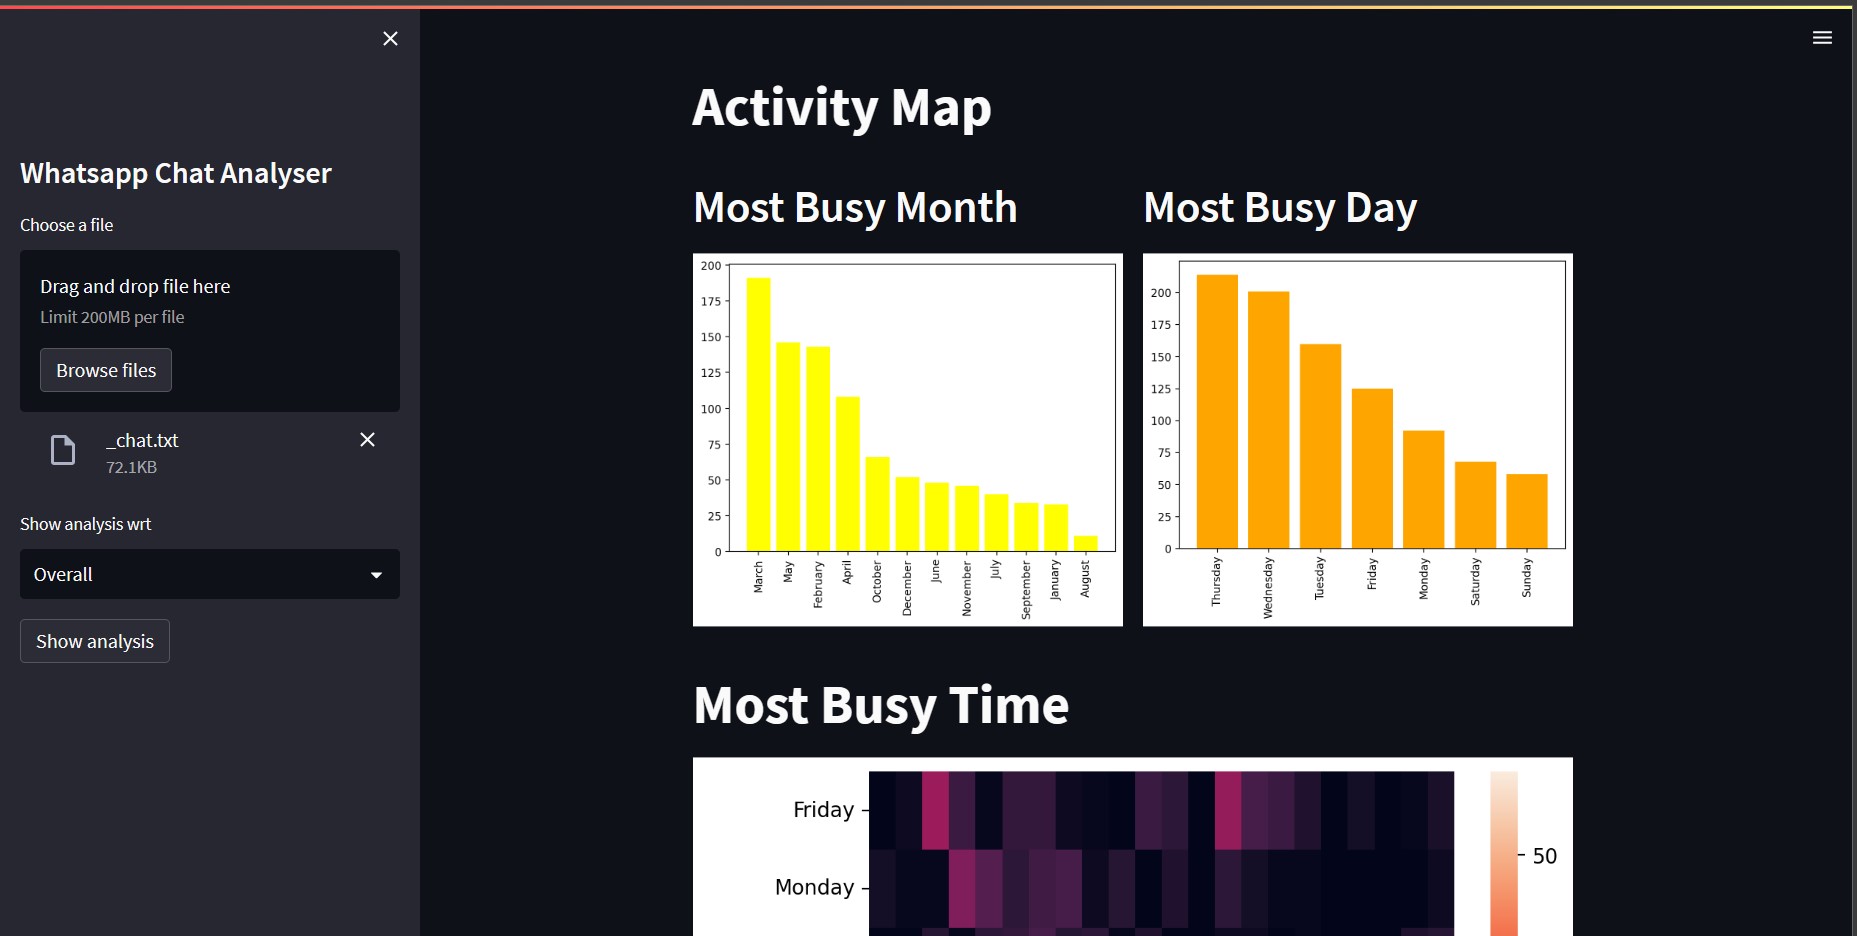 Whatsapp Chat Analyser
Choose a file
Drag and drop file here
Limit 200MB per file
Browse files
_chat.txt
72.1KB
Show analysis wrt
Overall
Show analysis
Activity Map
Most Busy Month
200
175
150
125
100
75
50
25
0
March
May
February
April
October
December
June
November
July
September
January
August
Most Busy Day
200
175
150
125
100
75
50
25
0
Thursday
Wednesday
Tuesday
Friday
Monday
Saturday
Sunday
Most Busy Time
Friday
Monday
50